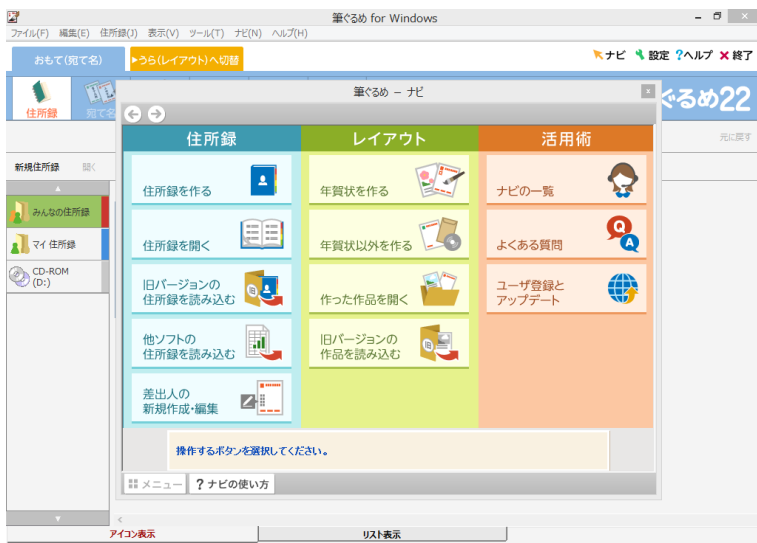 筆ぐるめ for Windows
ファイル(F) 編集(E) 住所録(J) 表示(V) ツール(T) ナビ(N) ヘルプ(H)
おもて(宛て名)
▶うら(レイアウト)へ切替
ナビ 設定 ?ヘルプ ×終了
住所録
宛て名
ぐるめ22
筆ぐるめ － ナビ
元に戻す
新規住所録 開く
みんなの住所録
マイ 住所録
CD-ROM
(D:)
住所録
住所録を作る
住所録を開く
旧バージョンの
住所録を読み込む
他ソフトの
住所録を読み込む
差出人の
新規作成・編集
レイアウト
年賀状を作る
年賀状以外を作る
作った作品を開く
旧バージョンの
作品を読み込む
活用術
ナビの一覧
よくある質問
Q
A
ユーザ登録と
アップデート
操作するボタンを選択してください。
メニュー
?ナビの使い方
アイコン表示
リスト表示